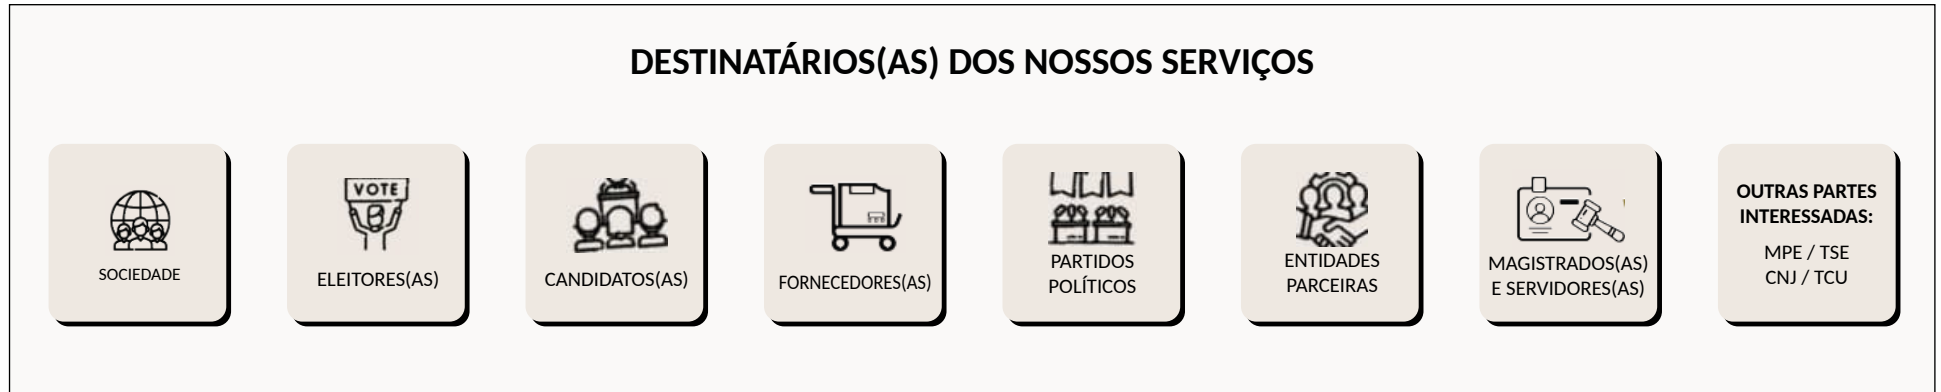 DESTINATÁRIOS(AS) DOS NOSSOS SERVIÇOS
SOCIEDADE
VOTE
ELEITORES(AS)
CANDIDATOS(AS)
FORNECEDORES(AS)
PARTIDOS
POLÍTICOS
ENTIDADES
PARCEIRAS
MAGISTRADOS(AS)
E SERVIDORES(AS)
OUTRAS PARTES
INTERESSADAS:
MPE / TSE
CNJ / TCU